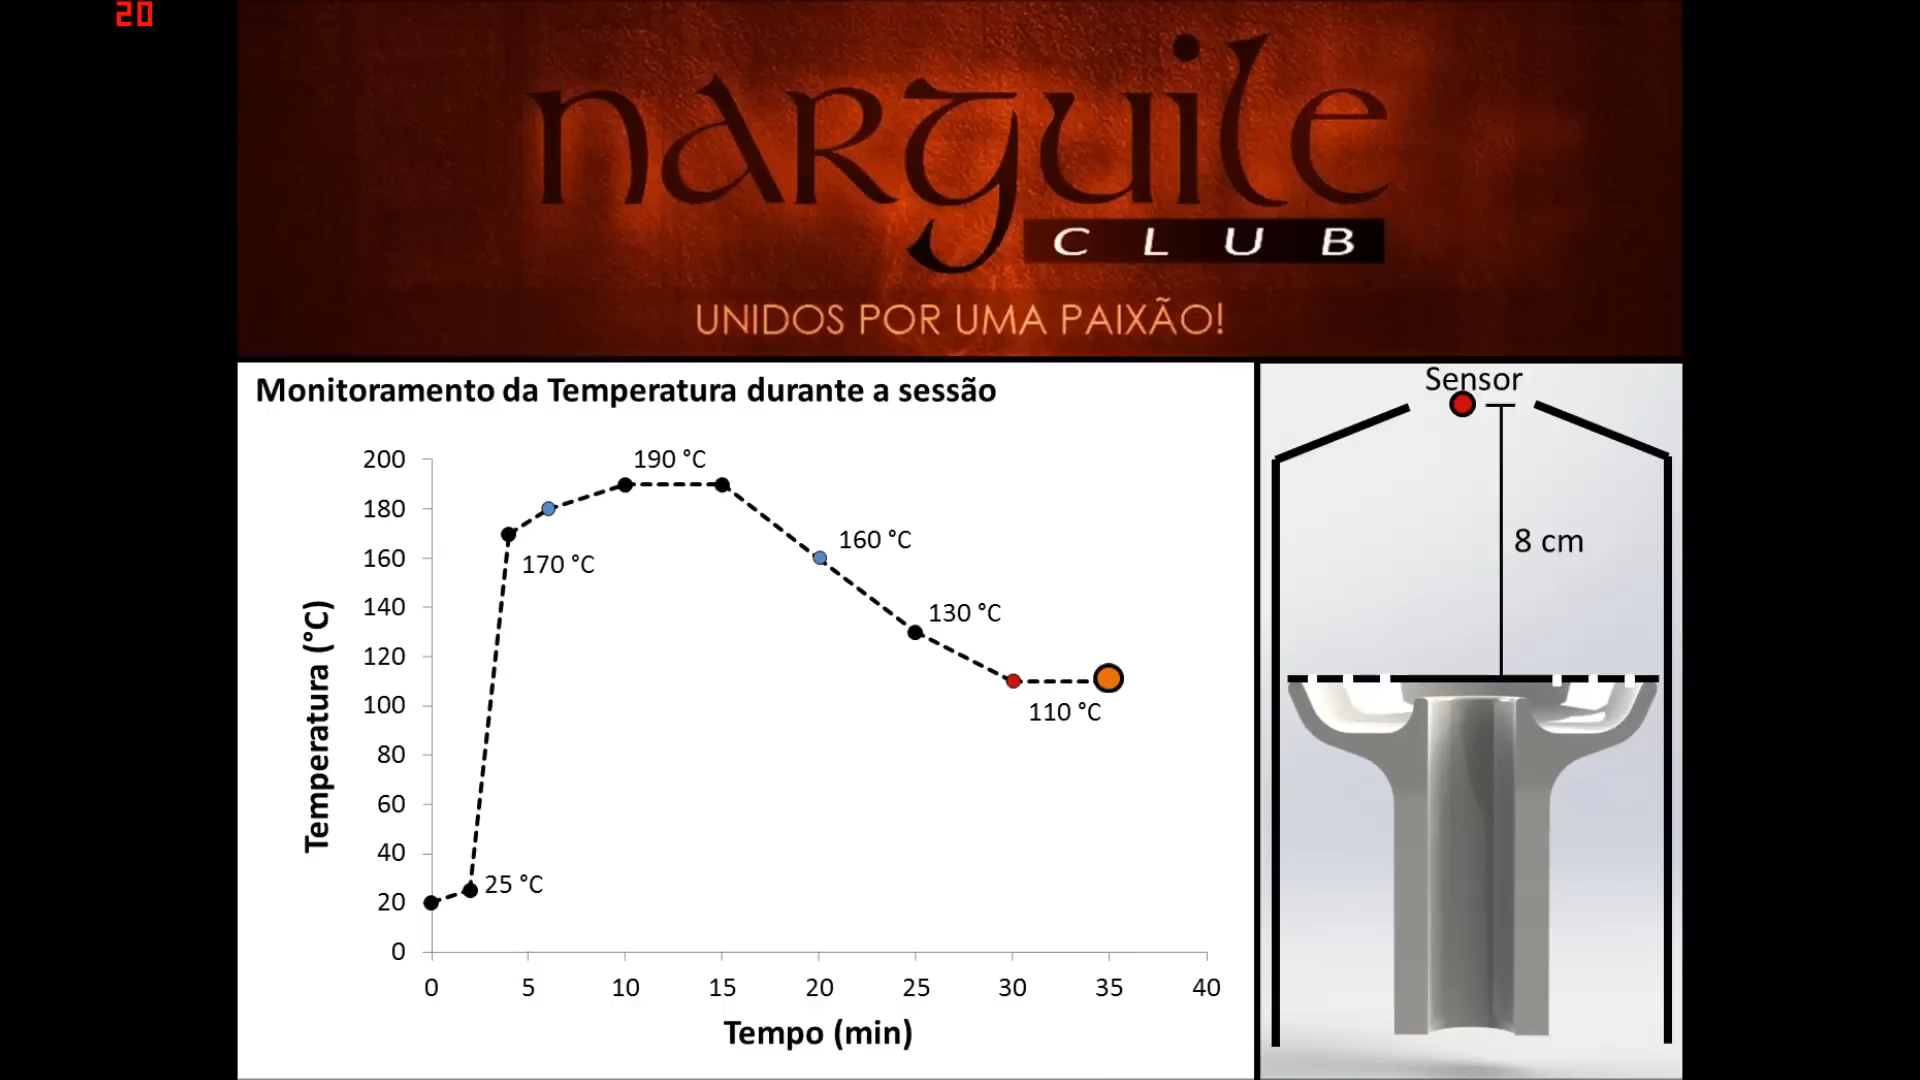 20
narguile
CLUB
UNIDOS POR UMA PAIXÃO!
Monitoramento da Temperatura durante a sessão
Temperatura (°C)
200
180
160
140
120
100
80
60
40
20
0
190 °C
170 °C
160 °C
130 °C
110 °C
25 °C
0 5 10 15 20 25 30 35 40
Tempo (min)
Sensor
8 cm